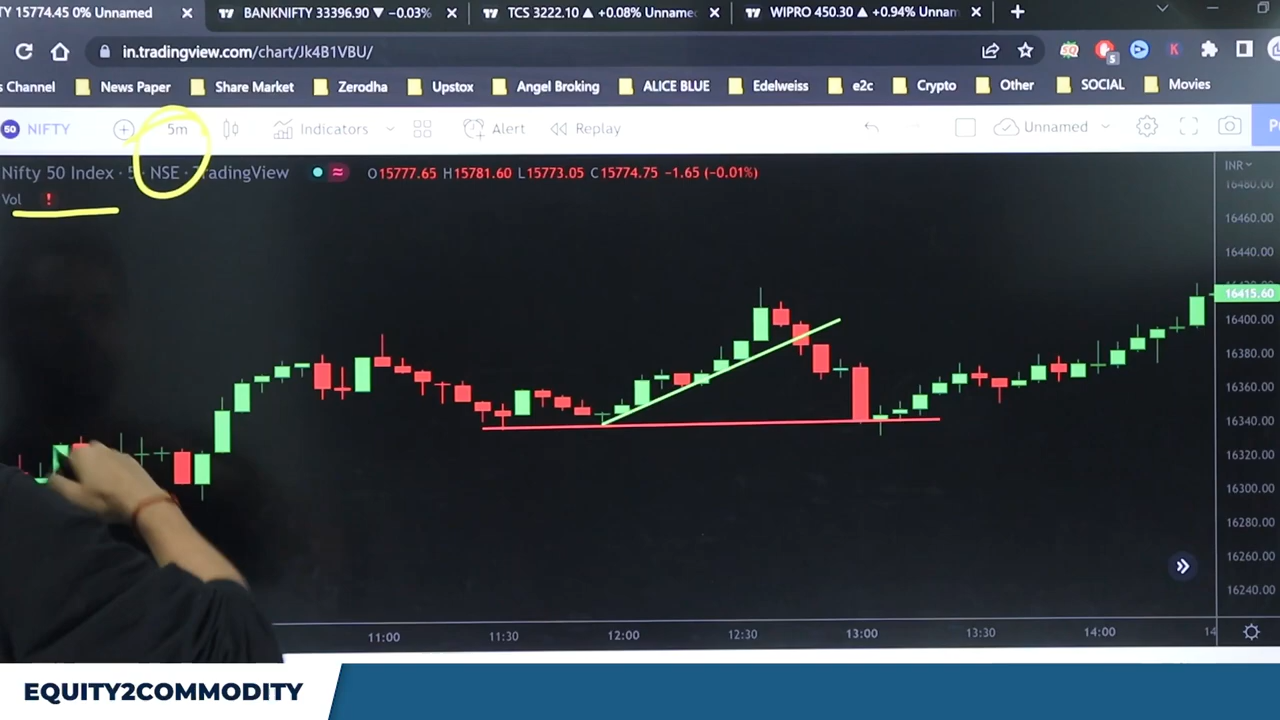 TY 15774.45 0% Unnamed
BANKNIFTY 33396.90 ▼ −0.03%
TCS 3222.10 ▲ +0.08% Unnamed
WIPRO 450.30 ▲ +0.94% Unnam
in.tradingview.com/chart/Jk4B1VBU/
5
K
s Channel
News Paper
Share Market
Zerodha
Upstox
Angel Broking
ALICE BLUE
Edelweiss
e2c
Crypto
Other
SOCIAL
Movies
50 NIFTY
5m
Indicators
Alert
Replay
Unnamed
Nifty 50 Index · 5 · NSE · TradingView
O15777.65 H15781.60 L15773.05 C15774.75 −1.65 (−0.01%)
Vol !
INR
16480.00
16460.00
16440.00
16415.60
16400.00
16380.00
16360.00
16340.00
16320.00
16300.00
16280.00
16260.00
16240.00
11:00
11:30
12:00
12:30
13:00
13:30
14:00
14
EQUITY2COMMODITY